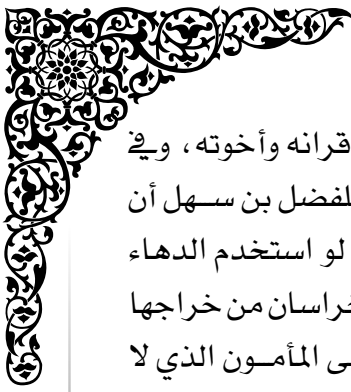 قرانه وأخوته، وفي
لفضل بن سهل أن
لو استخدم الدهاء
خراسان من خراجها
ى المأمون الذي لا